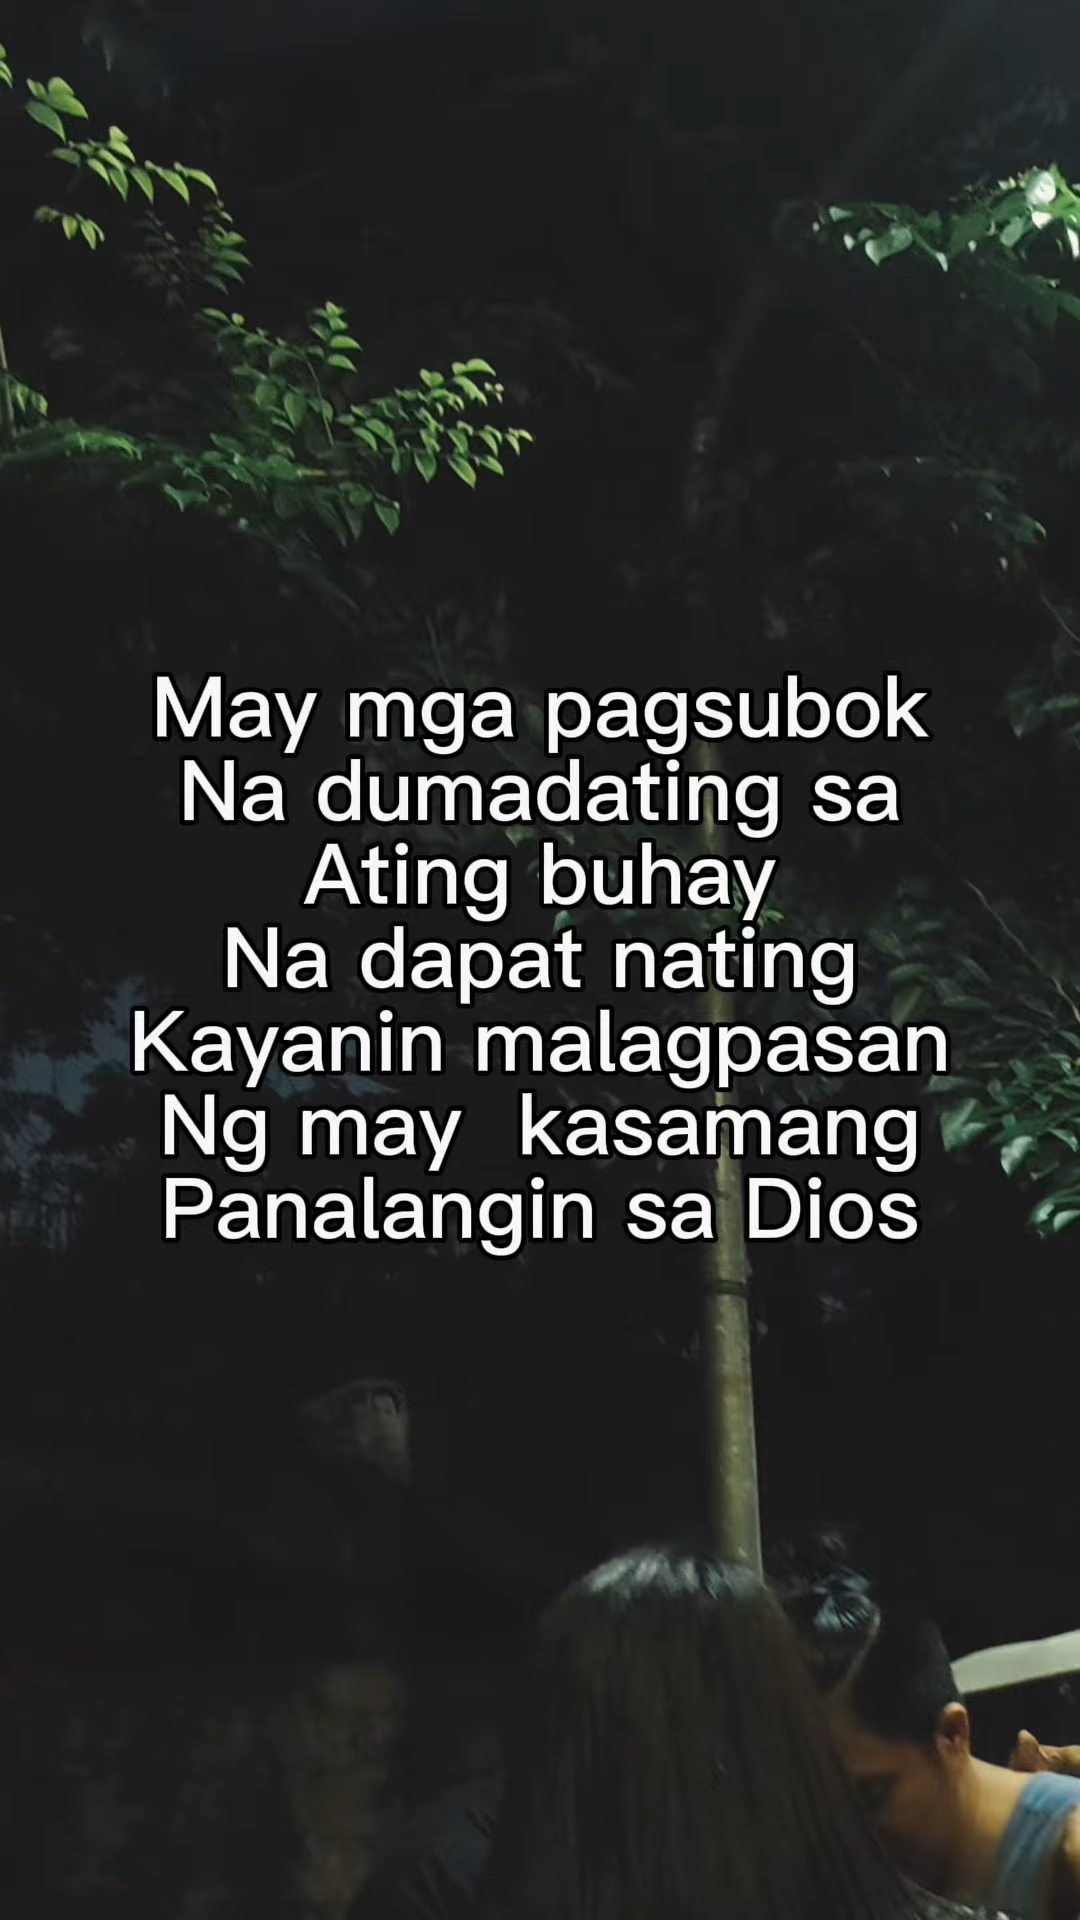 May mga pagsubok
Na dumadating sa
Ating buhay
Na dapat nating
Kayanin malagpasan
Ng may  kasamang
Panalangin sa Dios